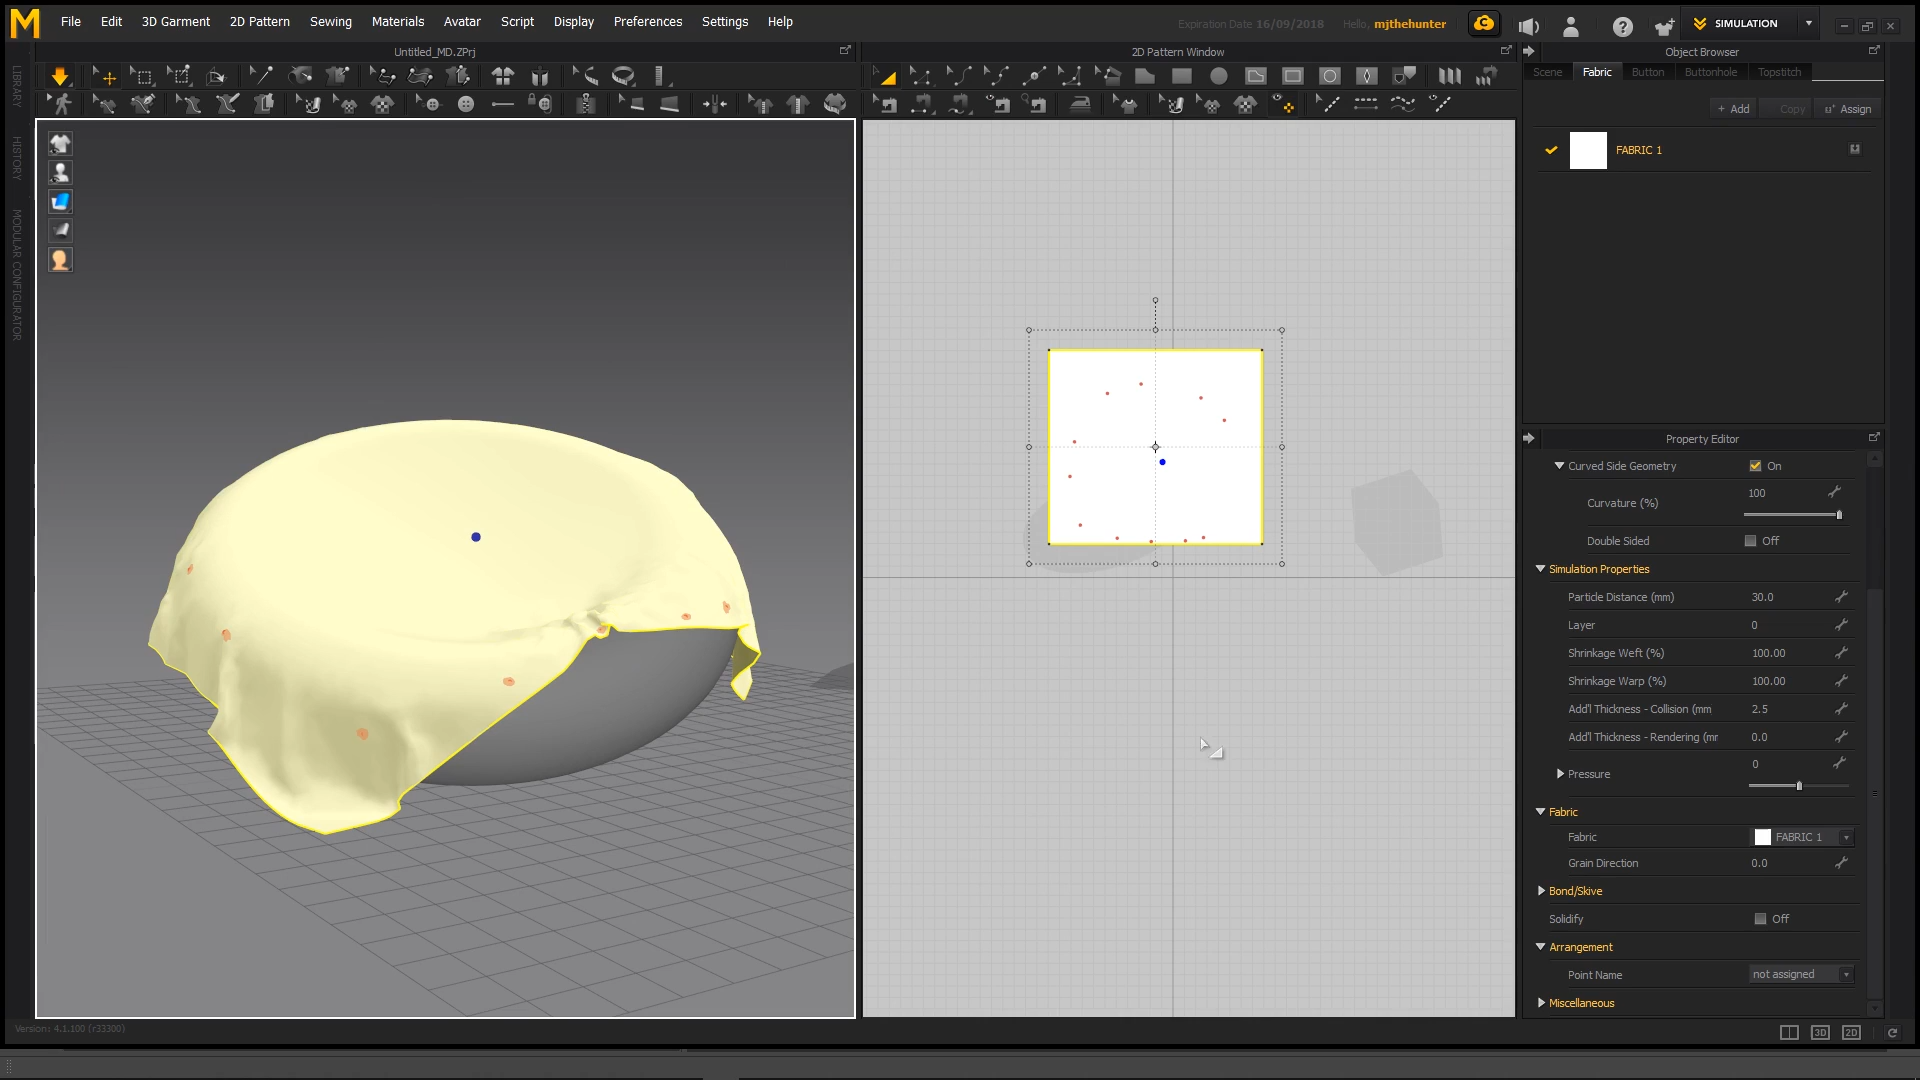 M File Edit 3D Garment 2D Pattern Sewing Materials Avatar Script Display Preferences Settings Help
Expiration Date 16/09/2018 Hello, mjthehunter
SIMULATION
Untitled_MD.ZPrj
2D Pattern Window
Object Browser
Scene Fabric Button Buttonhole Topstitch
+ Add Copy Assign
FABRIC 1
LIBRARY
HISTORY
MODULAR CONFIGURATOR
Property Editor
Curved Side Geometry On
Curvature (%) 100
Double Sided Off
Simulation Properties
Particle Distance (mm) 30.0
Layer 0
Shrinkage Weft (%) 100.00
Shrinkage Warp (%) 100.00
Add'l Thickness - Collision (mm 2.5
Add'l Thickness - Rendering (mr 0.0
Pressure 0
Fabric
Fabric FABRIC 1
Grain Direction 0.0
Bond/Skive
Solidify Off
Arrangement
Point Name not assigned
Miscellaneous
Version: 4.1.100 (r33300)
3D 2D